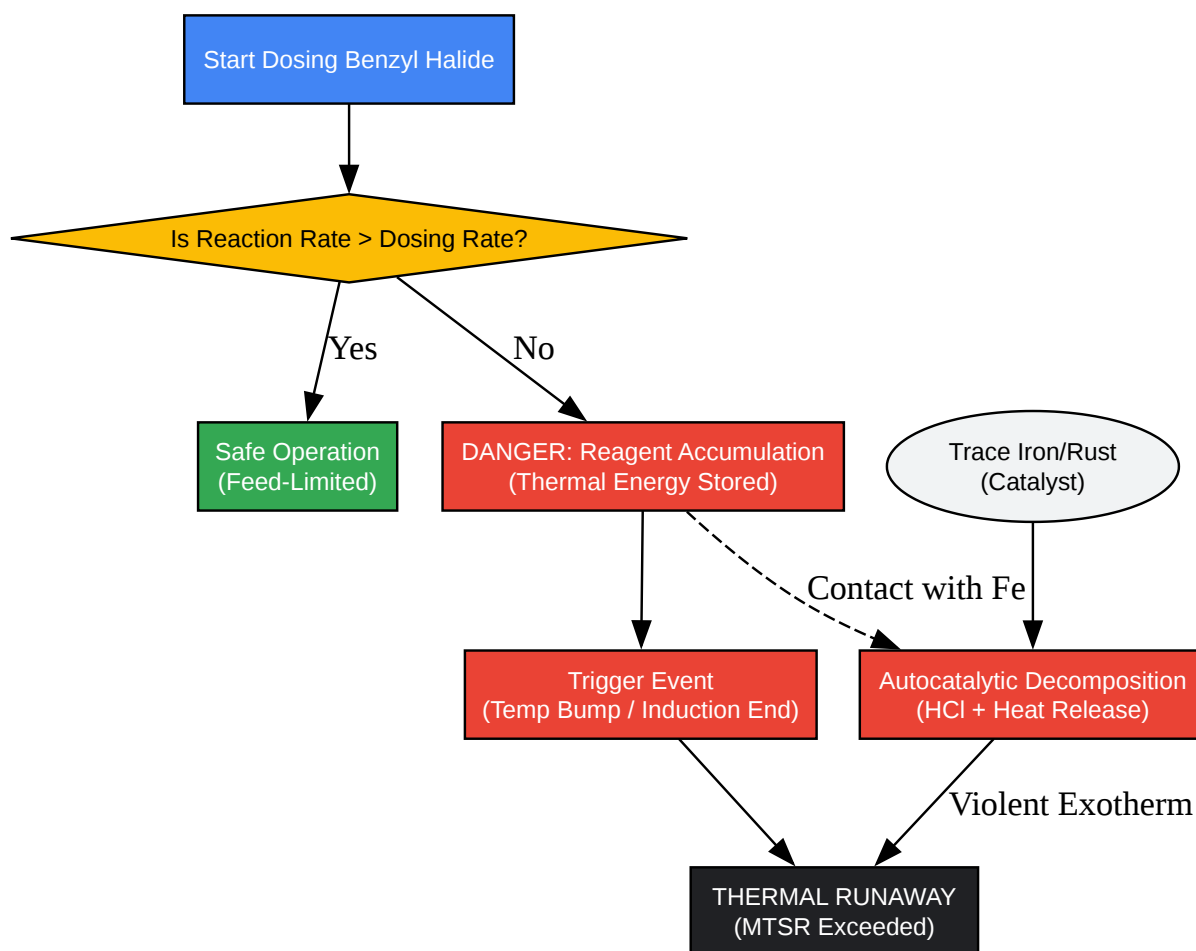 Start Dosing Benzyl Halide
Is Reaction Rate > Dosing Rate?
Yes
No
Safe Operation
(Feed-Limited)
DANGER: Reagent Accumulation
(Thermal Energy Stored)
Trace Iron/Rust
(Catalyst)
Contact with Fe
Trigger Event
(Temp Bump / Induction End)
Autocatalytic Decomposition
(HCl + Heat Release)
Violent Exotherm
THERMAL RUNAWAY
(MTSR Exceeded)